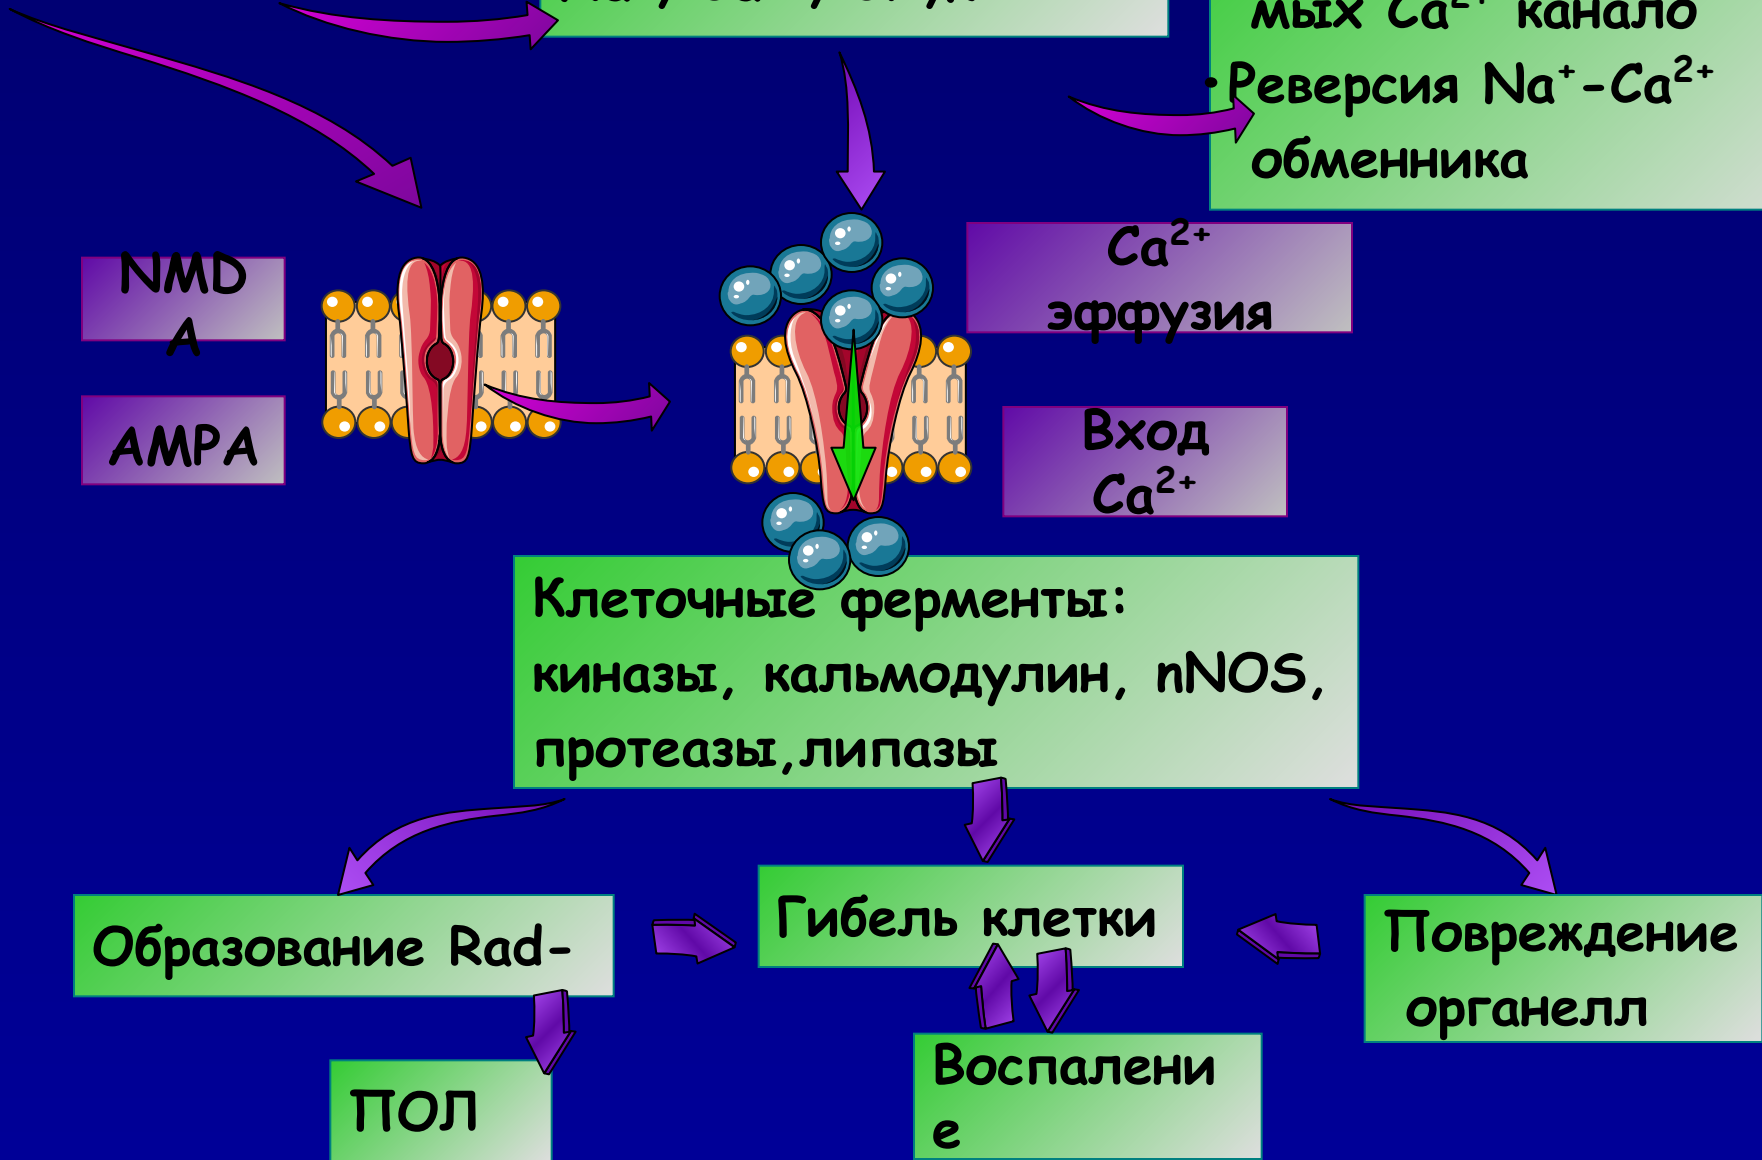 мых Ca²⁺ канало
•Реверсия Na⁺-Ca²⁺
обменника
Ca²⁺
эффузия
NMD
A
AMPA
Вход
Ca²⁺
Клеточные ферменты:
киназы, кальмодулин, nNOS,
протеазы,липазы
Гибель клетки
Образование Rad-
Повреждение
органелл
Воспалени
е
ПОЛ